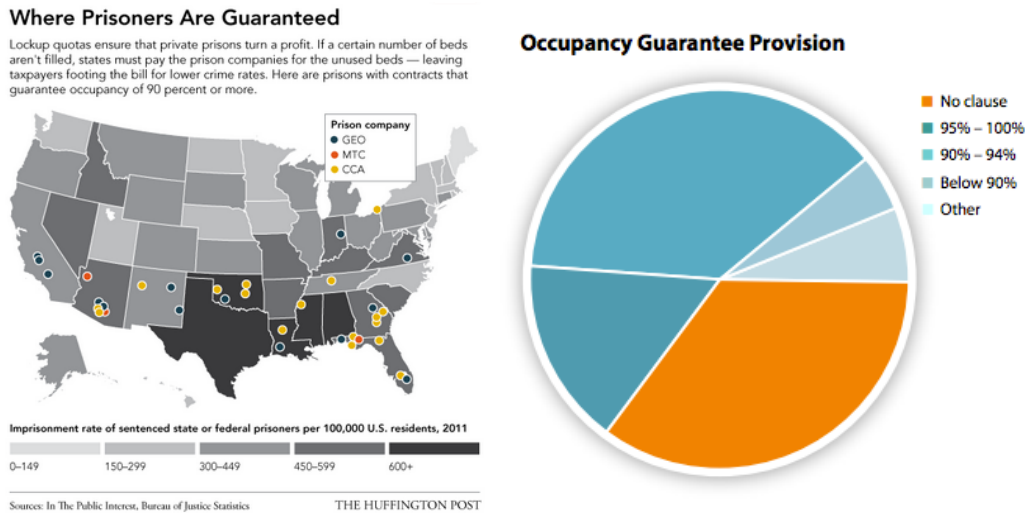 Where Prisoners Are Guaranteed
Lockup quotas ensure that private prisons turn a profit. If a certain number of beds
aren't filled, states must pay the prison companies for the unused beds — leaving
taxpayers footing the bill for lower crime rates. Here are prisons with contracts that
guarantee occupancy of 90 percent or more.
Prison company
GEO
MTC
CCA
Imprisonment rate of sentenced state or federal prisoners per 100,000 U.S. residents, 2011
0–149
150–299
300–449
450–599
600+
Sources: In The Public Interest, Bureau of Justice Statistics
THE HUFFINGTON POST
Occupancy Guarantee Provision
No clause
95% – 100%
90% – 94%
Below 90%
Other